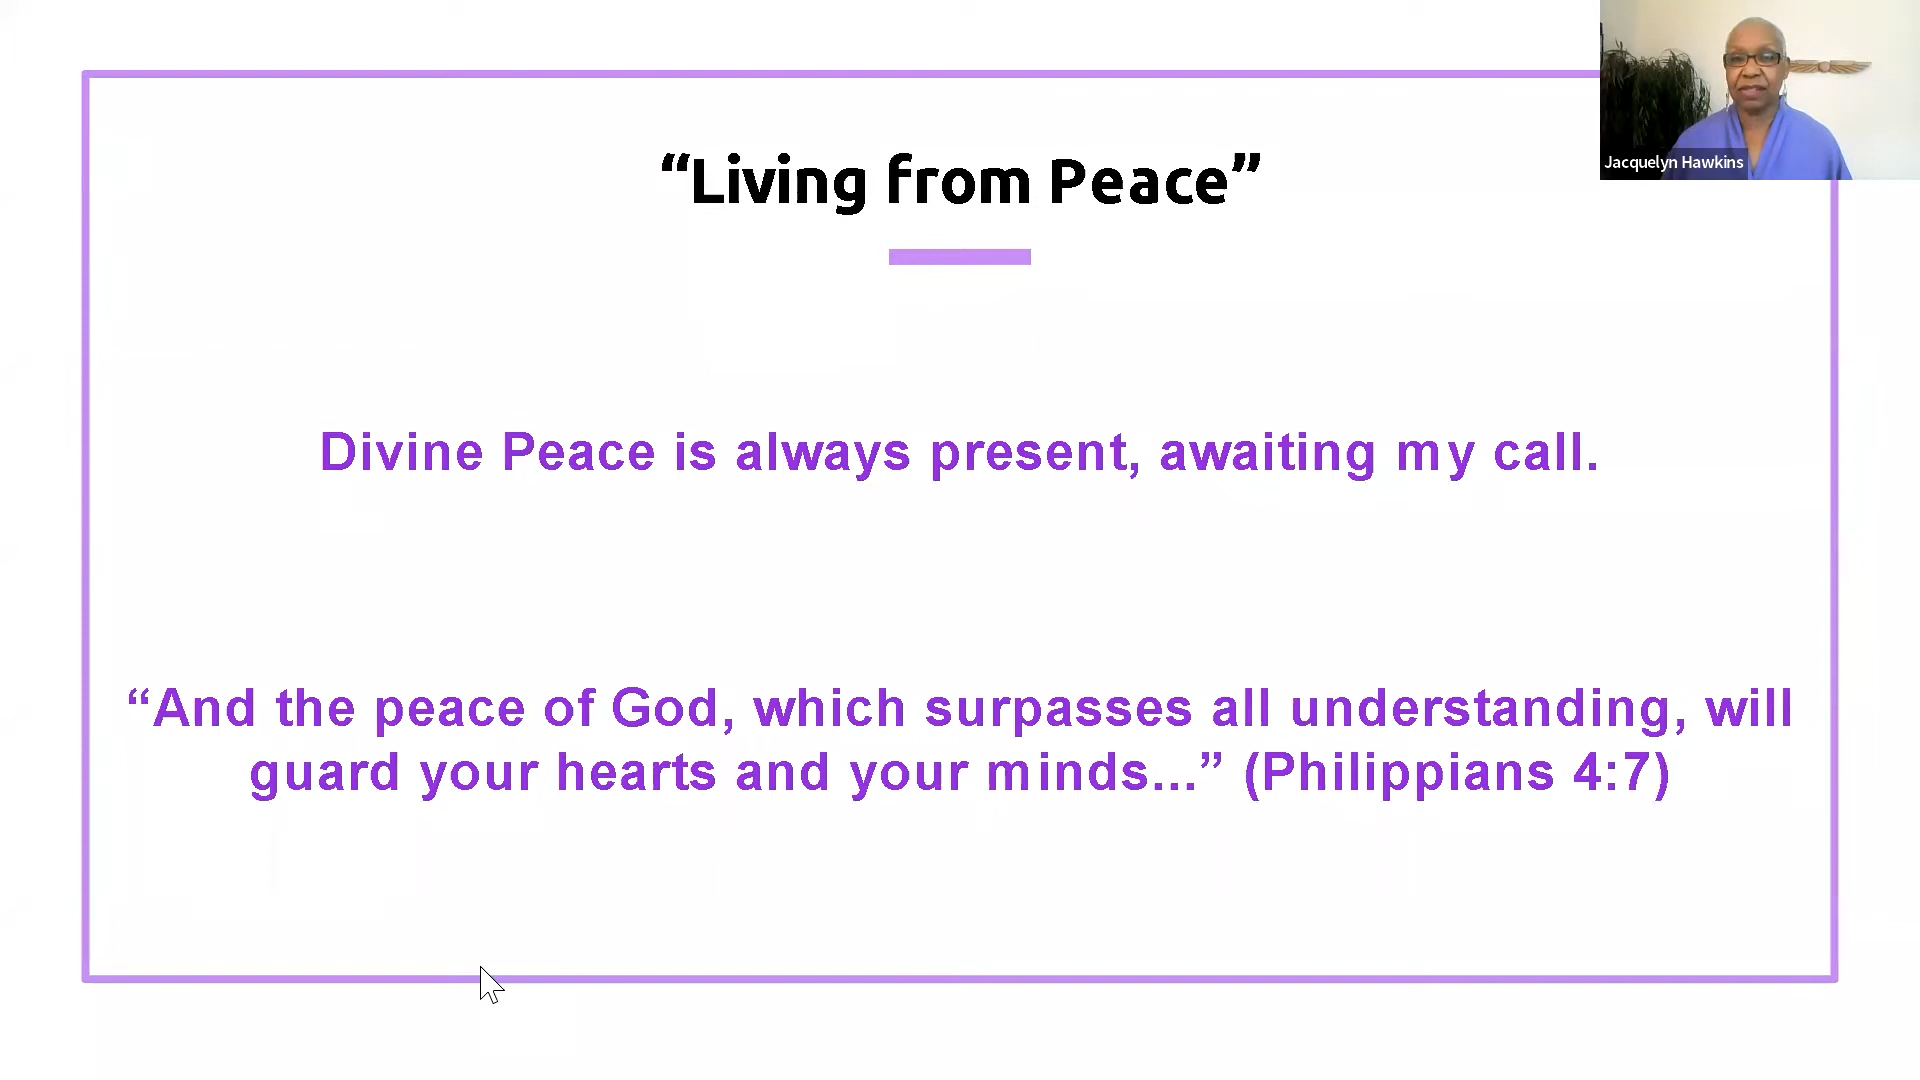 “Living from Peace”
Jacquelyn Hawkins
Divine Peace is always present, awaiting my call.
“And the peace of God, which surpasses all understanding, will
guard your hearts and your minds...” (Philippians 4:7)